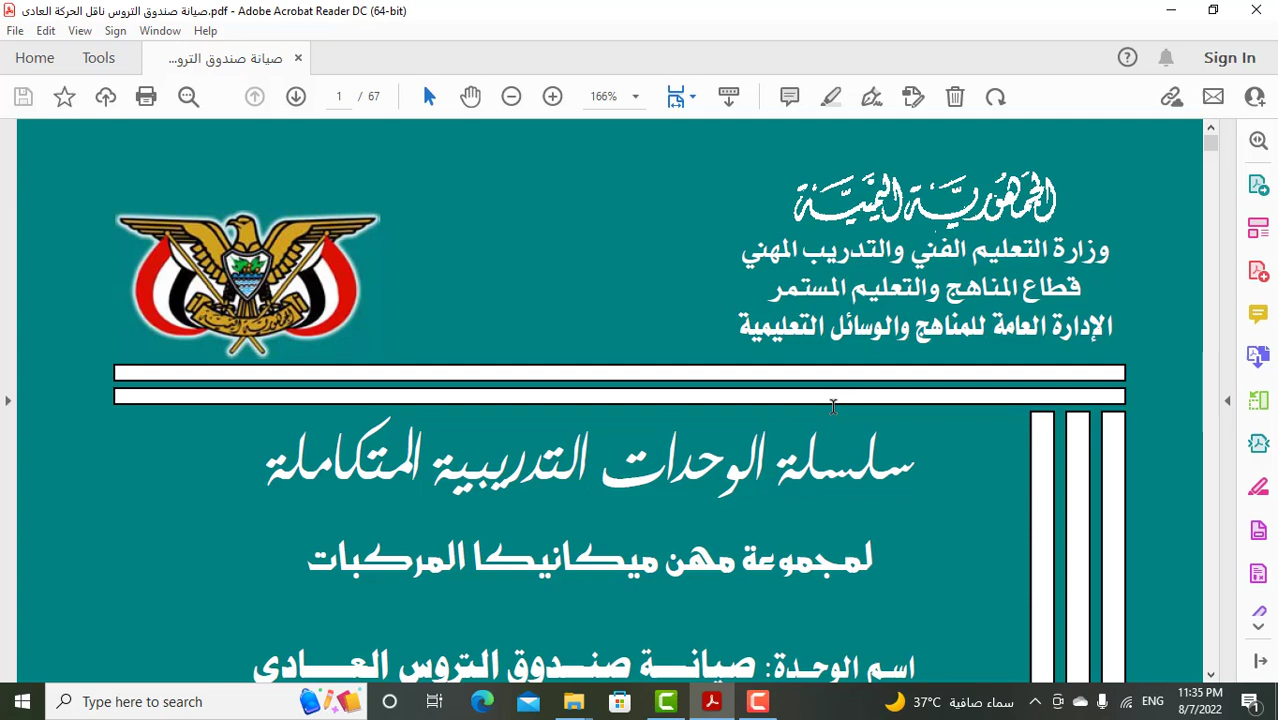 صيانة صندوق التروس ناقل الحركة العادى.pdf - Adobe Acrobat Reader DC (64-bit)
File Edit View Sign Window Help
Home Tools صيانة صندوق الترو... Sign In
1 / 67 166%
الجمهورية اليمنية
وزارة التعليم الفني والتدريب المهني
قطاع المناهج والتعليم المستمر
الإدارة العامة للمناهج والوسائل التعليمية
سلسلة الوحدات التدريبية المتكاملة
لمجموعة مهن ميكانيكا المركبات
اسم الوحدة: صيانة صندوق التروس العادي
Type here to search 37°C سماء صافية ENG 11:35 PM
8/7/2022